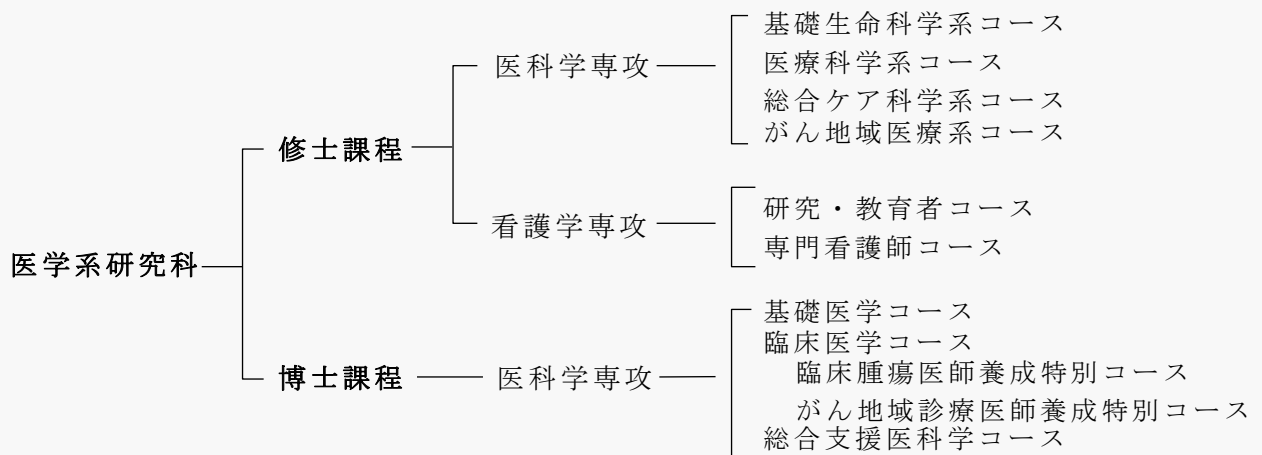 医学系研究科
修士課程
医科学専攻
基礎生命科学系コース
医療科学系コース
総合ケア科学系コース
がん地域医療系コース
看護学専攻
研究・教育者コース
専門看護師コース
博士課程
医科学専攻
基礎医学コース
臨床医学コース
臨床腫瘍医師養成特別コース
がん地域診療医師養成特別コース
総合支援医科学コース